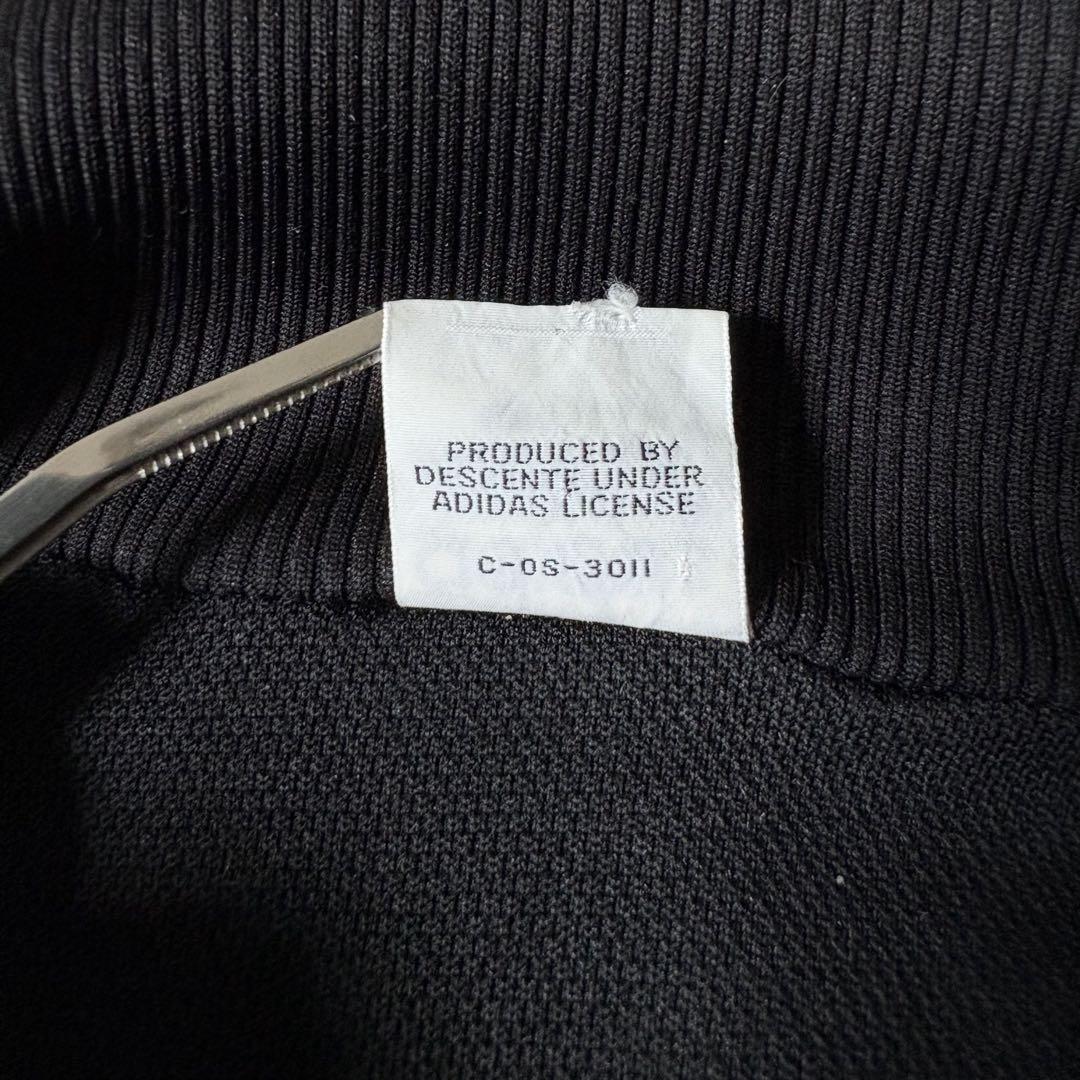 PRODUCED BY
DESCENTE UNDER
ADIDAS LICENSE
C-OS-3011